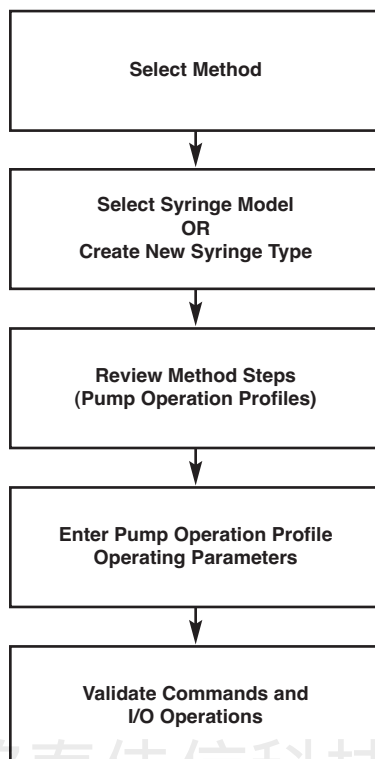 Select Method
Select Syringe Model
OR
Create New Syringe Type
Review Method Steps
(Pump Operation Profiles)
Enter Pump Operation Profile
Operating Parameters
Validate Commands and
I/O Operations